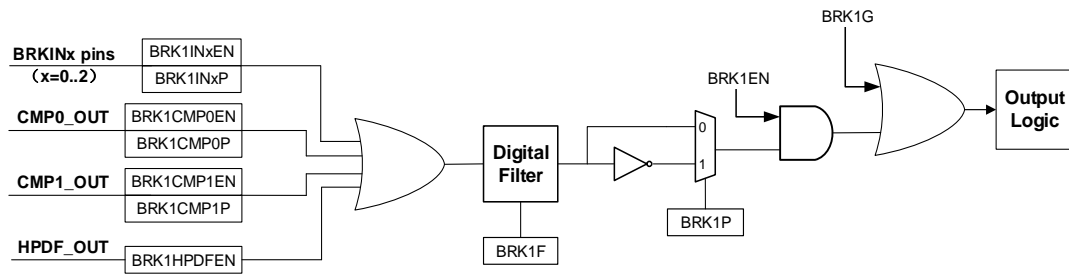 BRK1G
BRKINx pins
（x=0..2）
BRK1INxEN
BRK1INxP
BRK1EN
CMP0_OUT
BRK1CMP0EN
BRK1CMP0P
Digital
Filter
0
1
Output
Logic
CMP1_OUT
BRK1CMP1EN
BRK1CMP1P
BRK1P
HPDF_OUT
BRK1HPDFEN
BRK1F